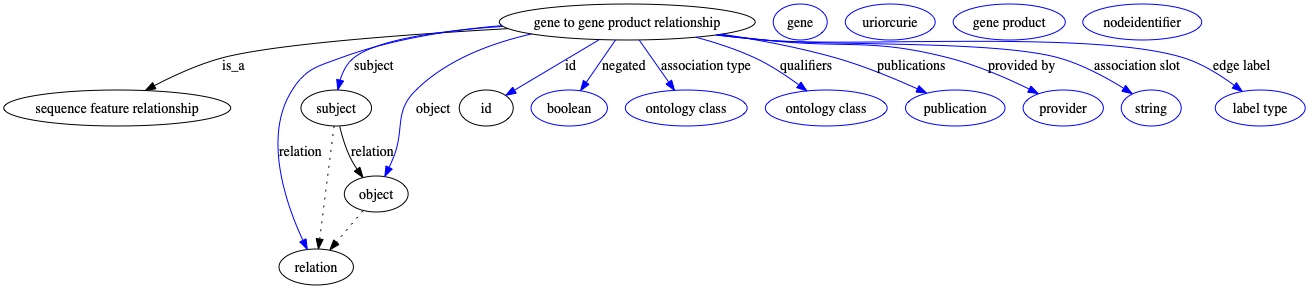 gene to gene product relationship
gene
uriorcurie
gene product
nodeidentifier
is_a
subject
object
id
negated
association type
qualifiers
publications
provided by
association slot
edge label
sequence feature relationship
subject
id
boolean
ontology class
ontology class
publication
provider
string
label type
relation
relation
object
relation